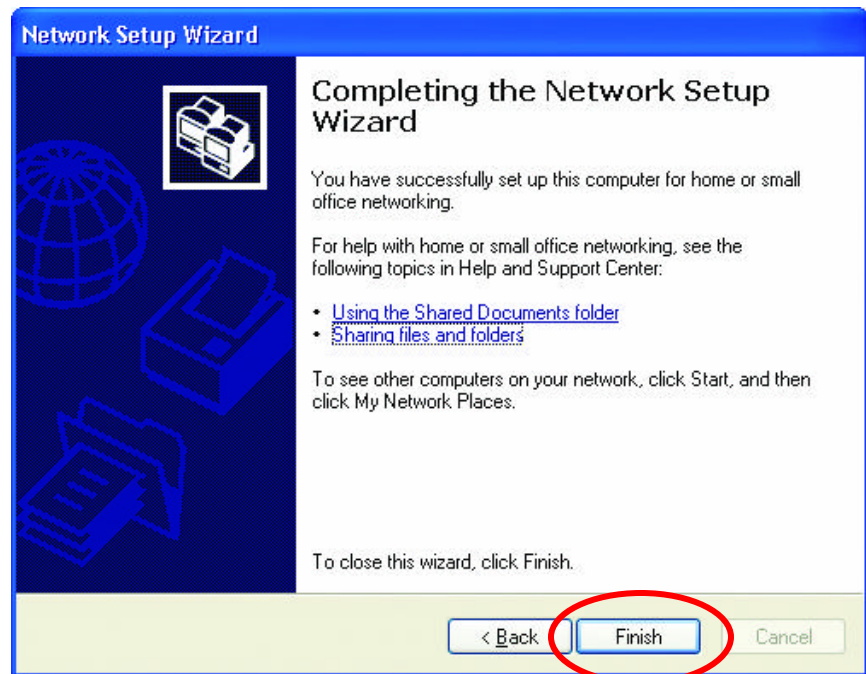 Network Setup Wizard
Completing the Network Setup
Wizard
You have successfully set up this computer for home or small
office networking.
For help with home or small office networking, see the
following topics in Help and Support Center:
• Using the Shared Documents folder
• Sharing files and folders
To see other computers on your network, click Start, and then
click My Network Places.
To close this wizard, click Finish.
< Back Finish Cancel